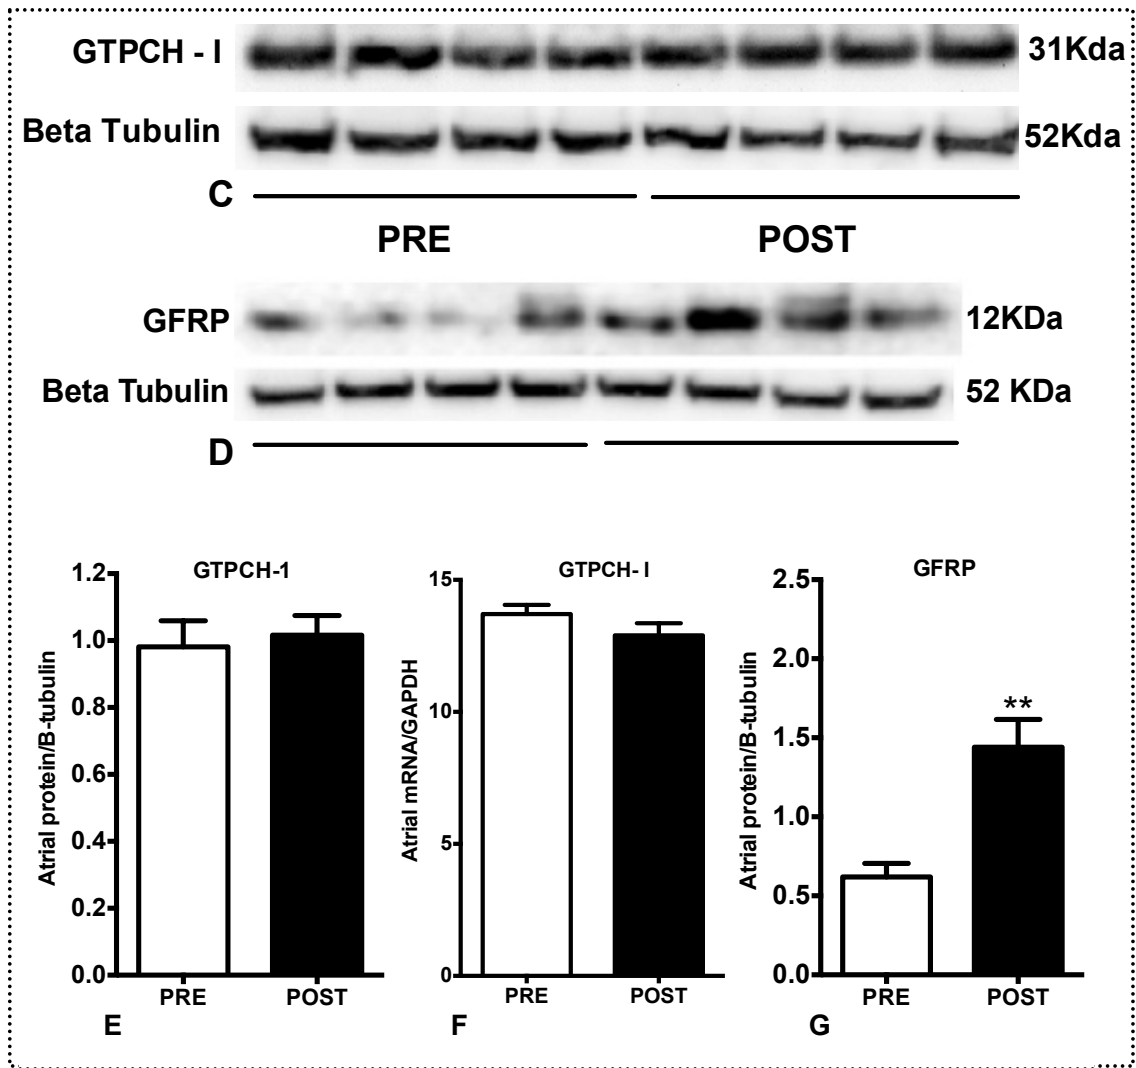 GTPCH - I 31Kda
Beta Tubulin 52Kda
C
PRE POST
GFRP 12KDa
Beta Tubulin 52 KDa
D
GTPCH-1
Atrial protein/B-tubulin
1.2
1.0
0.8
0.6
0.4
0.2
0.0
PRE POST
E
GTPCH- I
Atrial mRNA/GAPDH
15
10
5
0
PRE POST
F
GFRP
Atrial protein/B-tubulin
2.5
2.0
1.5
1.0
0.5
0.0
**
PRE POST
G